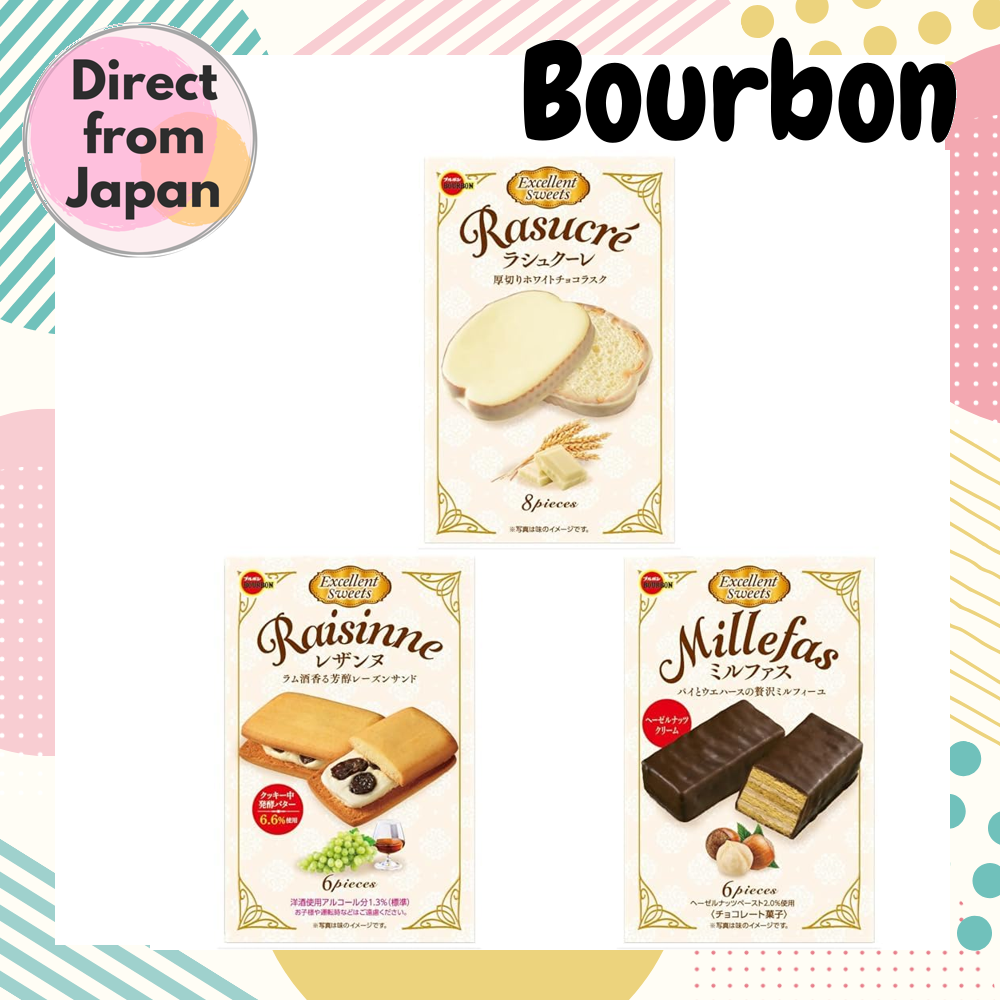 Direct
from
Japan
Bourbon
ブルボン
BOURBON
Excellent
Sweets
Rasucré
ラシュクーレ
厚切りホワイトチョコラスク
8pieces
※写真は味のイメージです。
ブルボン
BOURBON
Excellent
Sweets
Raisinne
レザンヌ
ラム酒香る芳醇レーズンサンド
クッキー中
発酵バター
6.6%使用
6pieces
洋酒使用アルコール分1.3%(標準)
お子様や運転時などはご遠慮ください。
※写真は味のイメージです。
ブルボン
BOURBON
Excellent
Sweets
Millefas
ミルファス
パイとウエハースの贅沢ミルフィーユ
ヘーゼルナッツ
クリーム
6pieces
ヘーゼルナッツペースト2.0%使用
〈チョコレート菓子〉
※写真は味のイメージです。